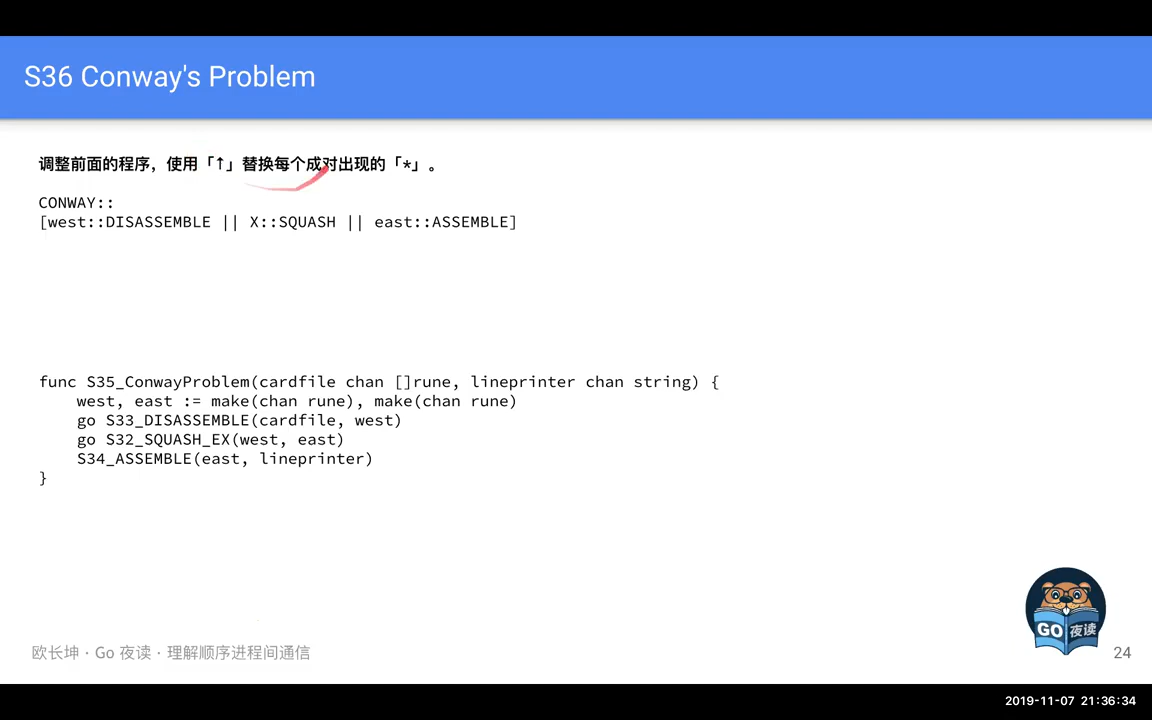 S36 Conway's Problem
调整前面的程序，使用「↑」替换每个成对出现的「*」。
CONWAY::
[west::DISASSEMBLE || X::SQUASH || east::ASSEMBLE]
func S35_ConwayProblem(cardfile chan []rune, lineprinter chan string) {
    west, east := make(chan rune), make(chan rune)
    go S33_DISASSEMBLE(cardfile, west)
    go S32_SQUASH_EX(west, east)
    S34_ASSEMBLE(east, lineprinter)
}
GO 夜读
欧长坤 · Go 夜读 · 理解顺序进程间通信
24
2019-11-07 21:36:34